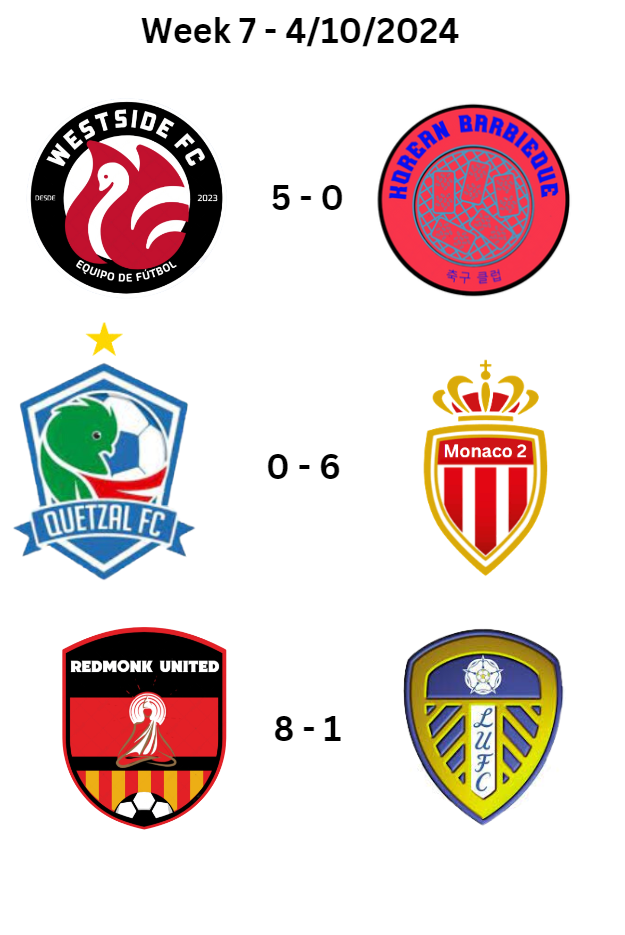 Week 7 - 4/10/2024
WESTSIDE FC
DESDE
2023
EQUIPO DE FÚTBOL
5 - 0
KOREAN BARBIEQUE
축구 클럽
QUETZAL FC
0 - 6
Monaco 2
REDMONK UNITED
8 - 1
LUFC